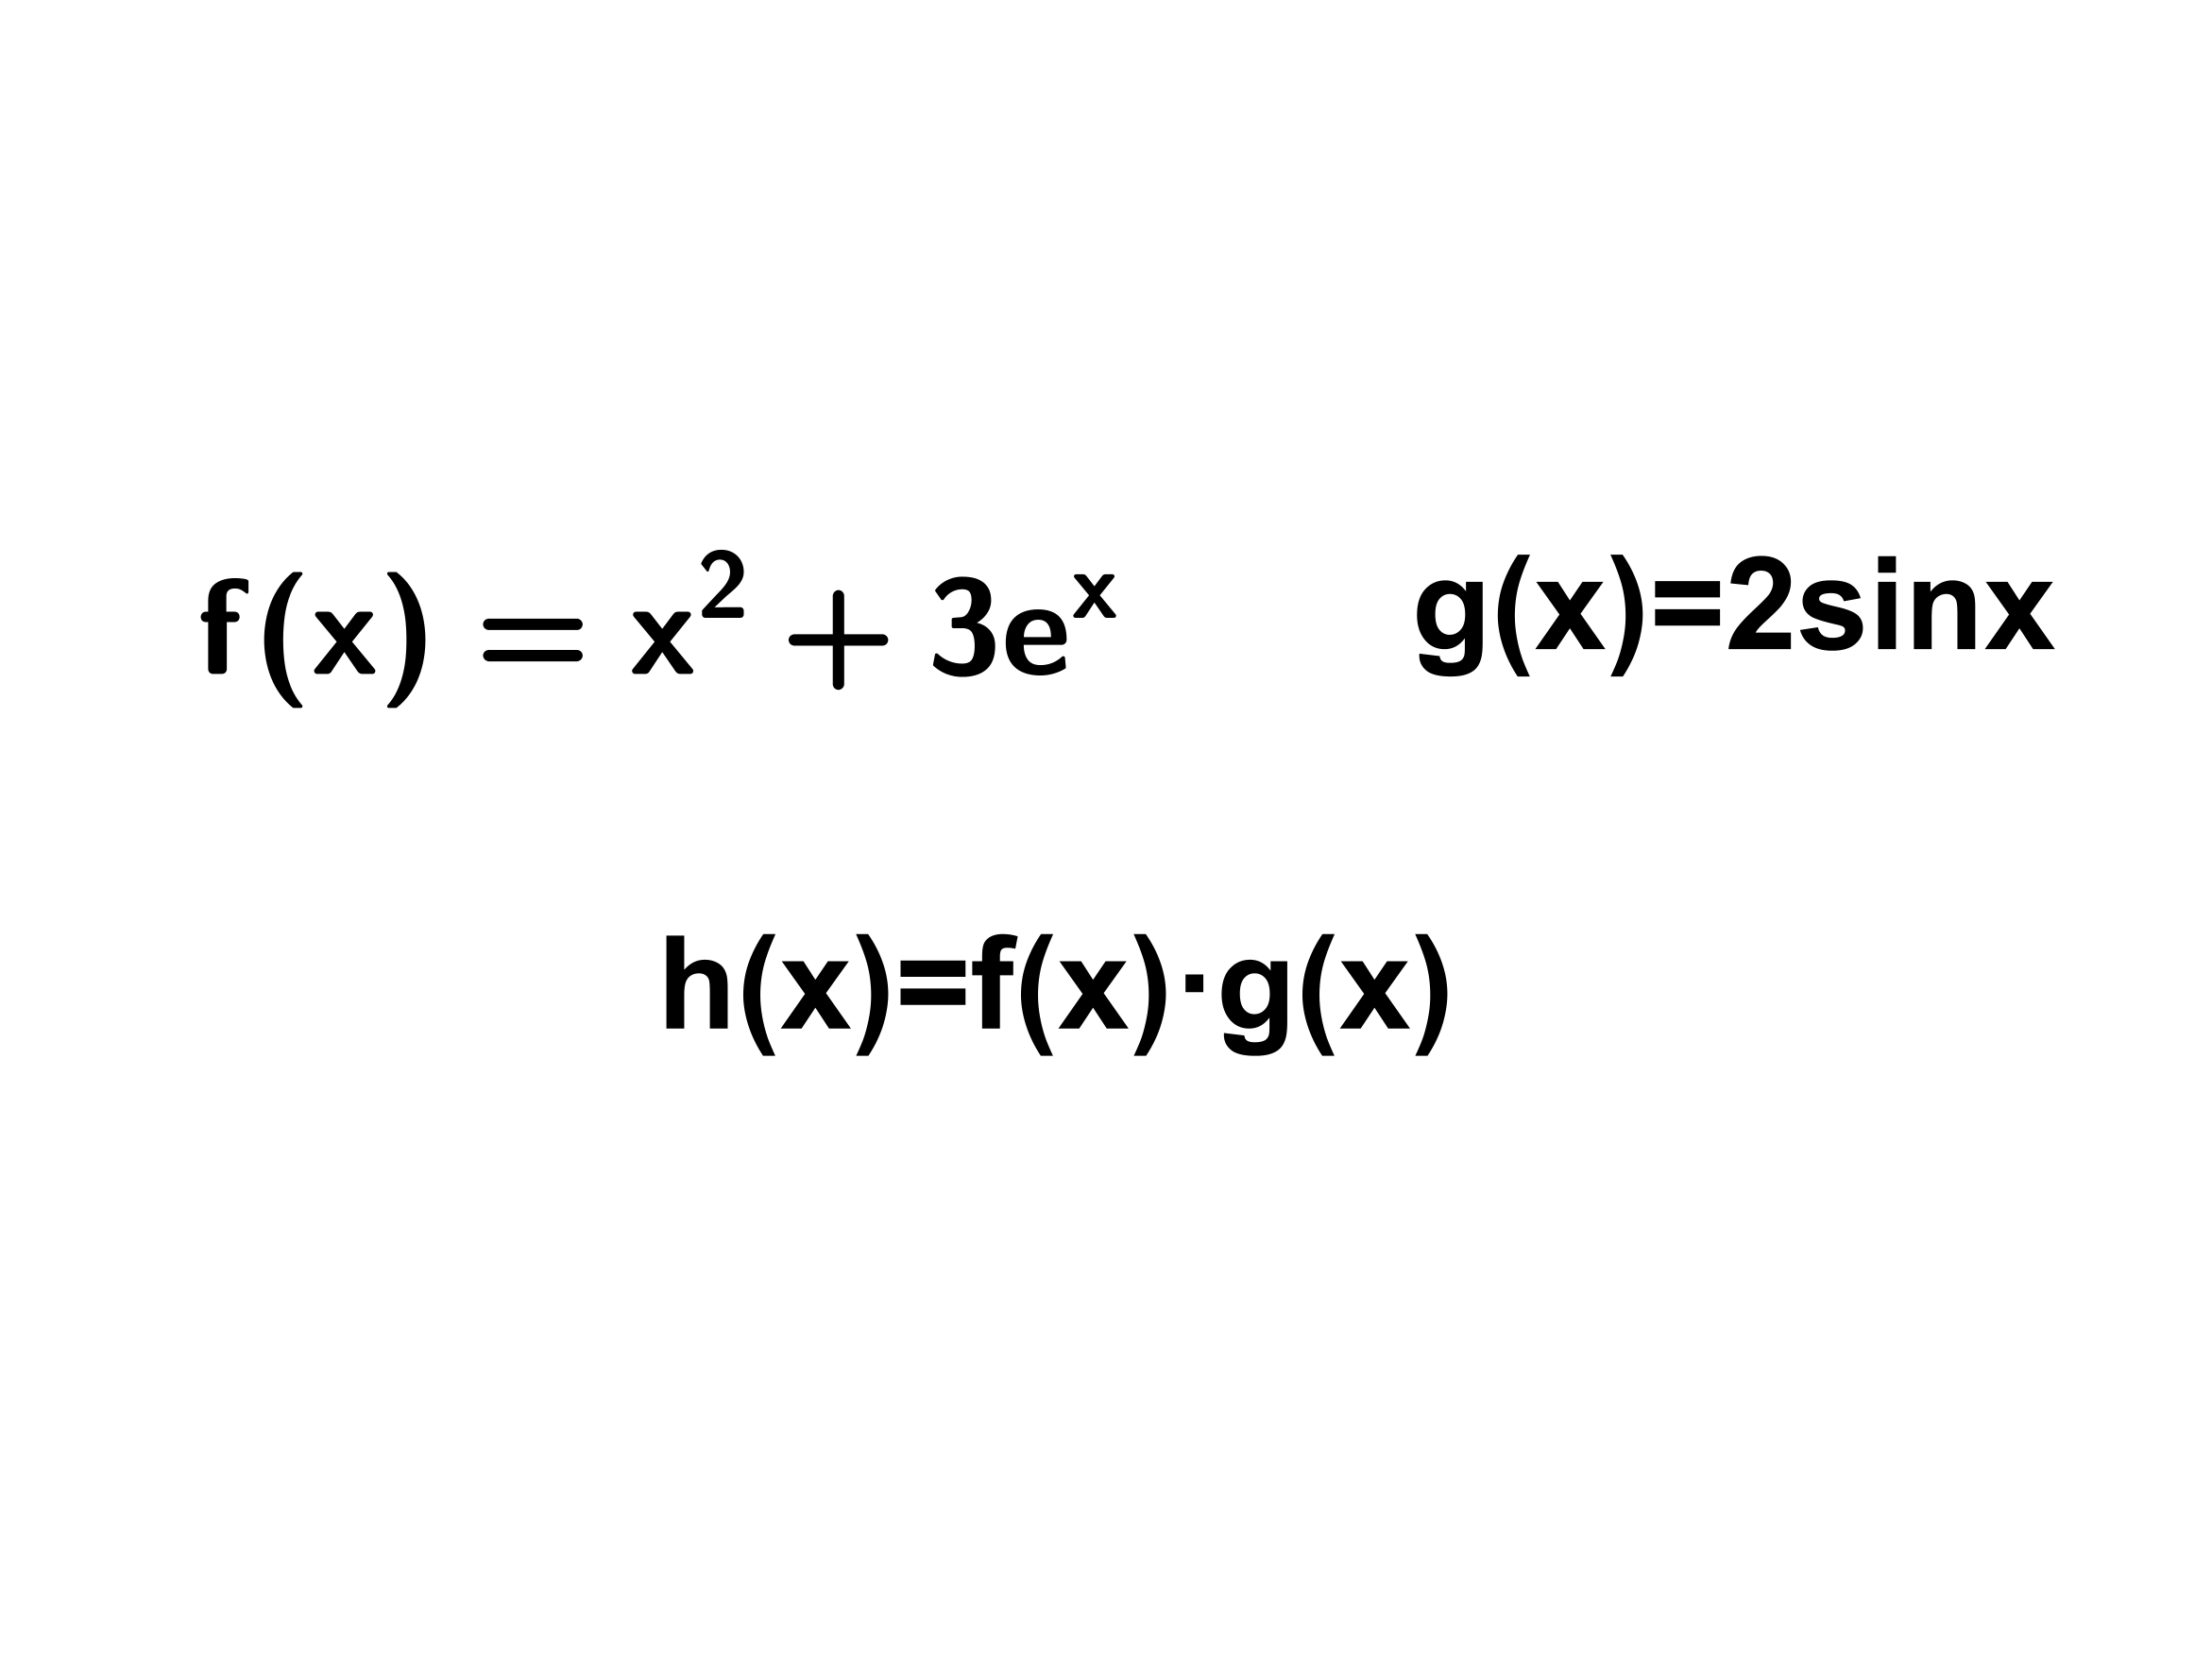 f(x) = x² + 3eˣ g(x)=2sinx
h(x)=f(x)·g(x)